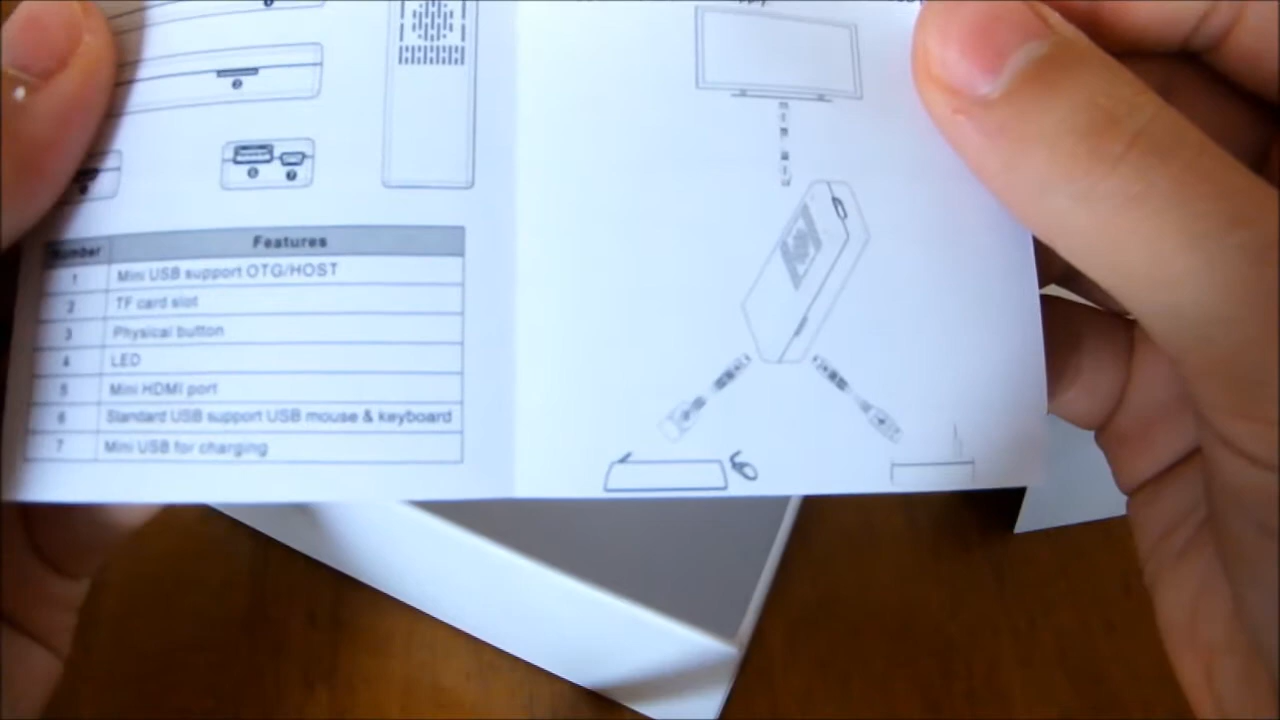 Number Features
1 Mini USB support OTG/HOST
2 TF card slot
3 Physical button
4 LED
5 Mini HDMI port
6 Standard USB support USB mouse & keyboard
7 Mini USB for charging